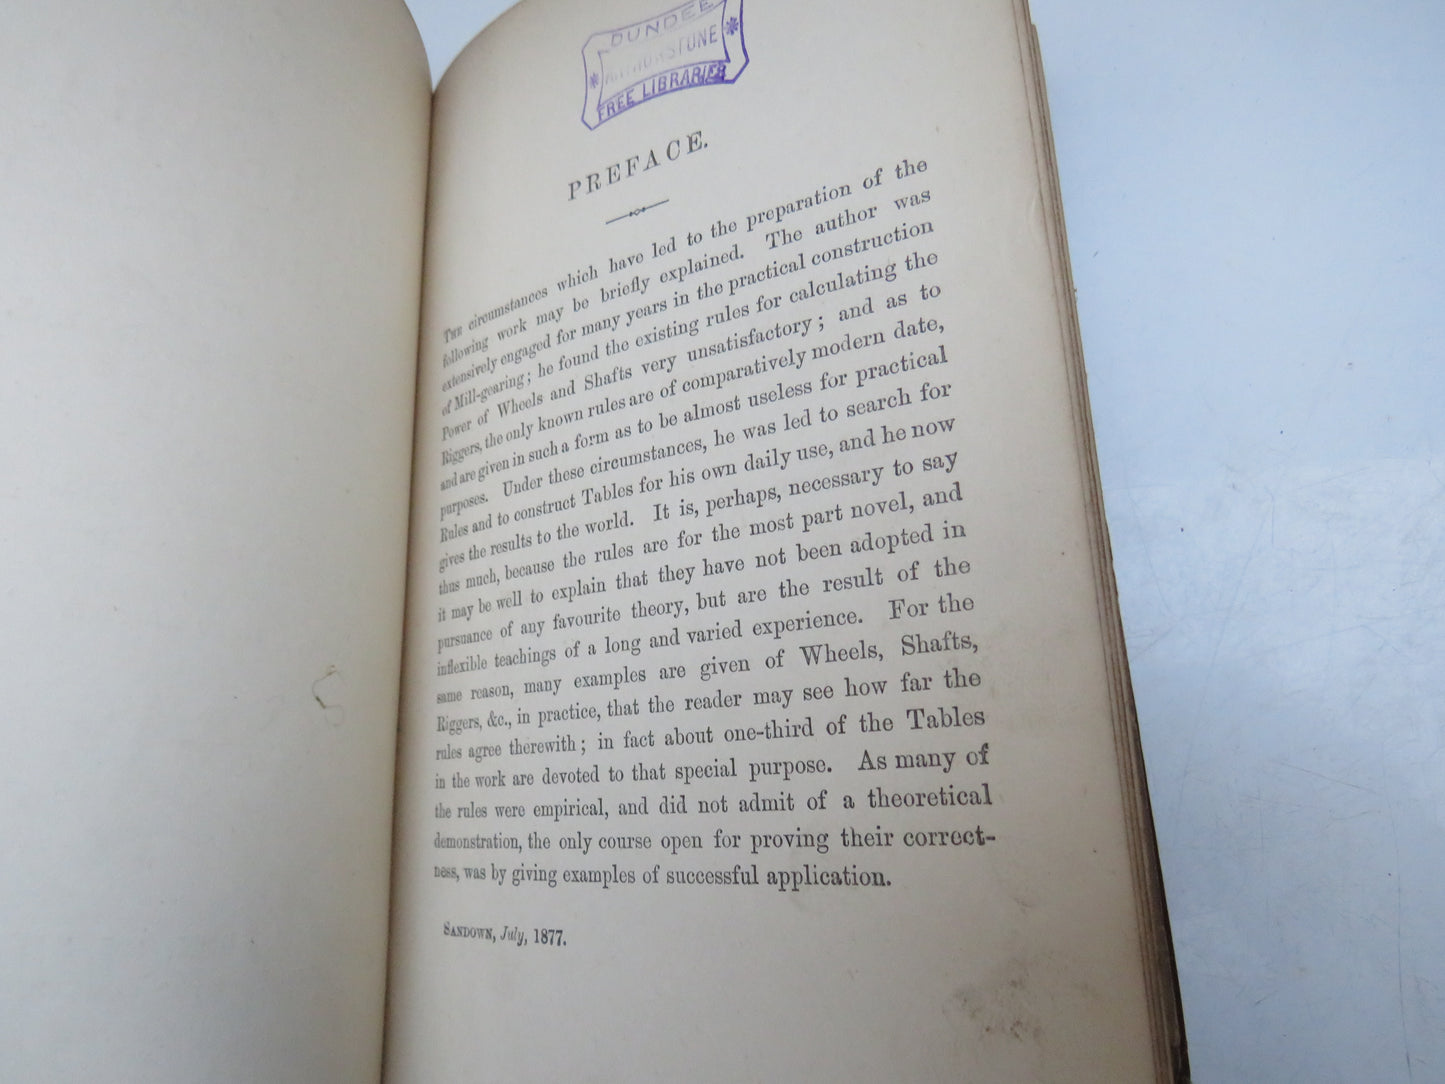 DUNDEE
ARTHURSTONE
FREE LIBRARIES
PREFACE.
THE circumstances which have led to the preparation of the
following work may be briefly explained. The author was
extensively engaged for many years in the practical construction
of Mill-gearing; he found the existing rules for calculating the
Power of Wheels and Shafts very unsatisfactory; and as to
Riggers, the only known rules are of comparatively modern date,
and are given in such a form as to be almost useless for practical
purposes. Under these circumstances, he was led to search for
Rules and to construct Tables for his own daily use, and he now
gives the results to the world. It is, perhaps, necessary to say
thus much, because the rules are for the most part novel, and
it may be well to explain that they have not been adopted in
pursuance of any favourite theory, but are the result of the
inflexible teachings of a long and varied experience. For the
same reason, many examples are given of Wheels, Shafts,
Riggers, &c., in practice, that the reader may see how far the
rules agree therewith; in fact about one-third of the Tables
in the work are devoted to that special purpose. As many of
the rules were empirical, and did not admit of a theoretical
demonstration, the only course open for proving their correct-
ness, was by giving examples of successful application.
SANDOWN, July, 1877.